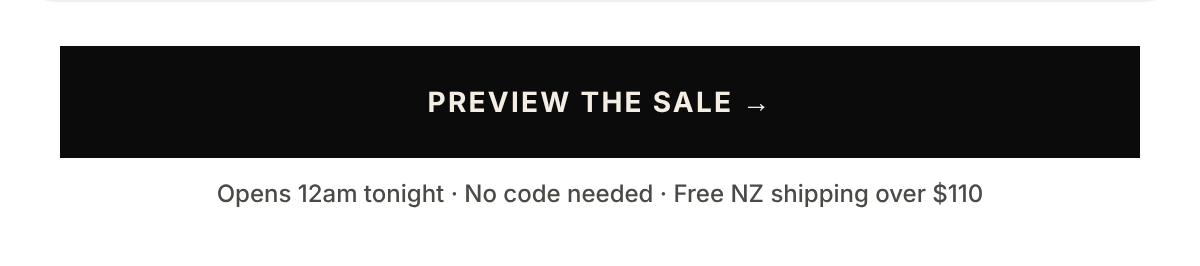 PREVIEW THE SALE →
Opens 12am tonight · No code needed · Free NZ shipping over $110